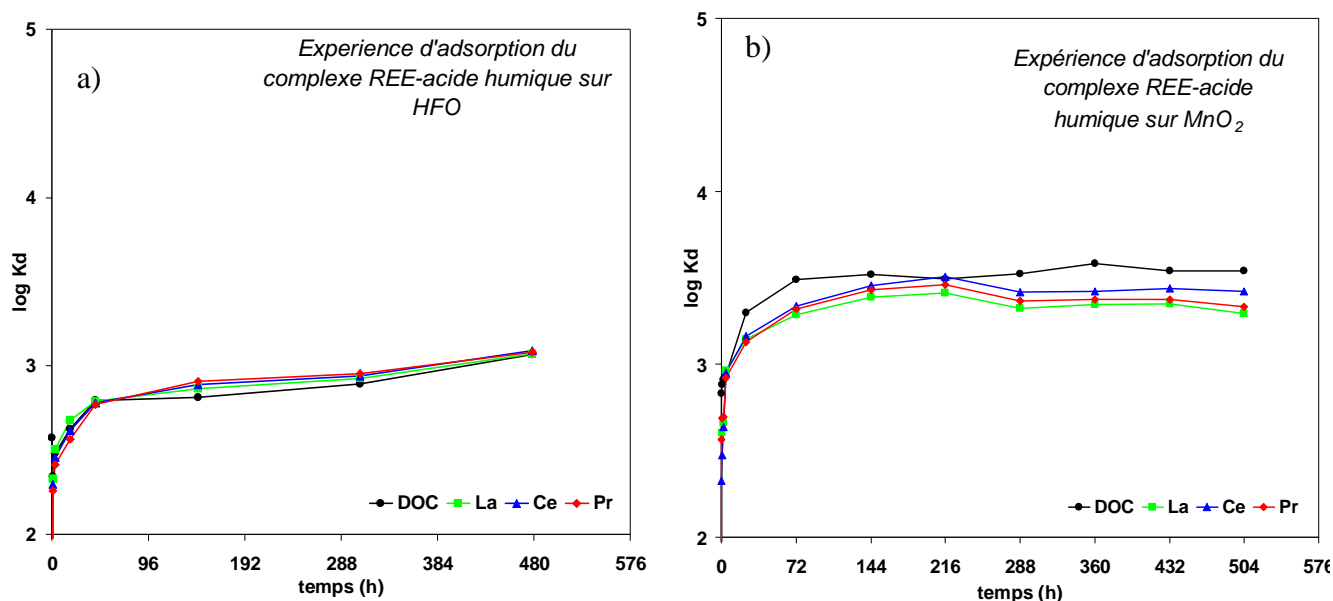 a)
Experience d'adsorption du
complexe REE-acide humique sur
HFO
5
4
3
2
log Kd
DOC La Ce Pr
0 96 192 288 384 480 576
temps (h)
b)
Expérience d'adsorption du
complexe REE-acide
humique sur MnO2
5
4
3
2
log Kd
DOC La Ce Pr
0 72 144 216 288 360 432 504 576
temps (h)